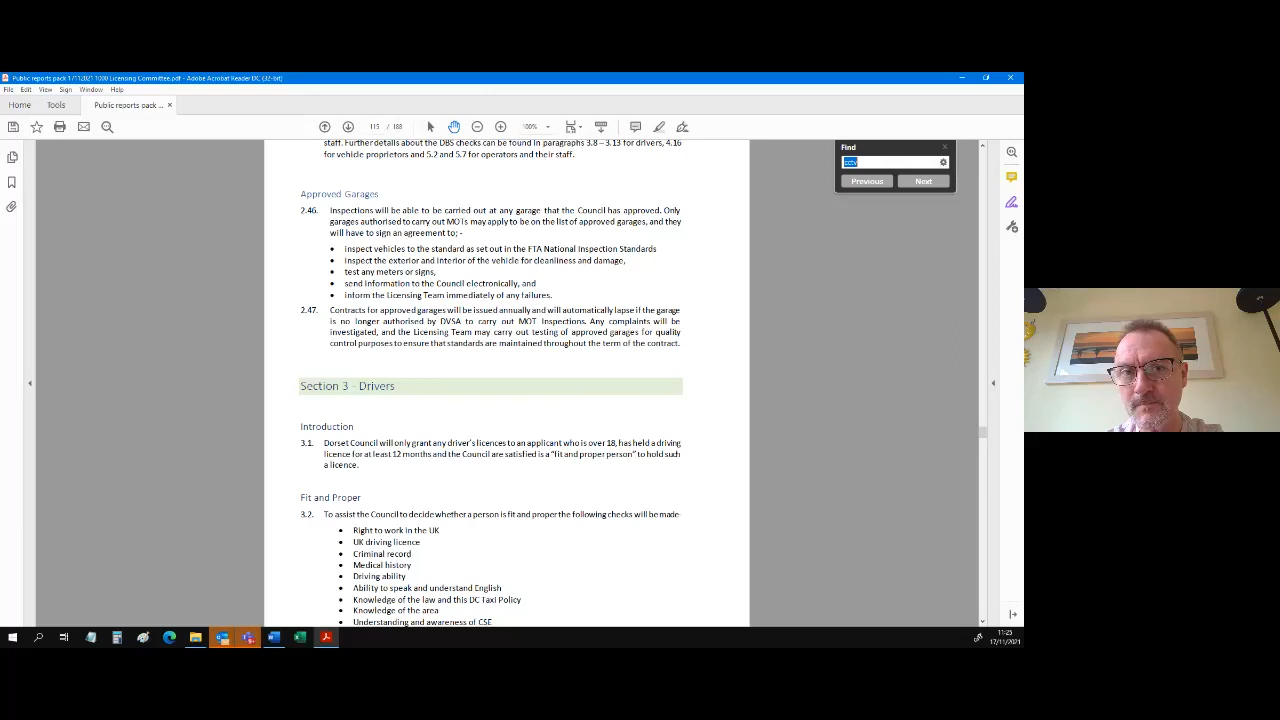 Public reports pack 17112021 1000 Licensing Committee.pdf - Adobe Acrobat Reader DC (32-bit)
File Edit View Sign Window Help
Home Tools Public reports pack ... ×
115 / 188 100%
staff. Further details about the DBS checks can be found in paragraphs 3.8 – 3.13 for drivers, 4.16
for vehicle proprietors and 5.2 and 5.7 for operators and their staff.
Find
cctv
Previous Next
Approved Garages
2.46. Inspections will be able to be carried out at any garage that the Council has approved. Only
garages authorised to carry out MOTs may apply to be on the list of approved garages, and they
will have to sign an agreement to; -
• inspect vehicles to the standard as set out in the FTA National Inspection Standards
• inspect the exterior and interior of the vehicle for cleanliness and damage,
• test any meters or signs,
• send information to the Council electronically, and
• inform the Licensing Team immediately of any failures.
2.47. Contracts for approved garages will be issued annually and will automatically lapse if the garage
is no longer authorised by DVSA to carry out MOT Inspections. Any complaints will be
investigated, and the Licensing Team may carry out testing of approved garages for quality
control purposes to ensure that standards are maintained throughout the term of the contract.
Section 3 - Drivers
Introduction
3.1. Dorset Council will only grant any driver's licences to an applicant who is over 18, has held a driving
licence for at least 12 months and the Council are satisfied is a "fit and proper person" to hold such
a licence.
Fit and Proper
3.2. To assist the Council to decide whether a person is fit and proper the following checks will be made
• Right to work in the UK
• UK driving licence
• Criminal record
• Medical history
• Driving ability
• Ability to speak and understand English
• Knowledge of the law and this DC Taxi Policy
• Knowledge of the area
• Understanding and awareness of CSE
11:23
17/11/2021